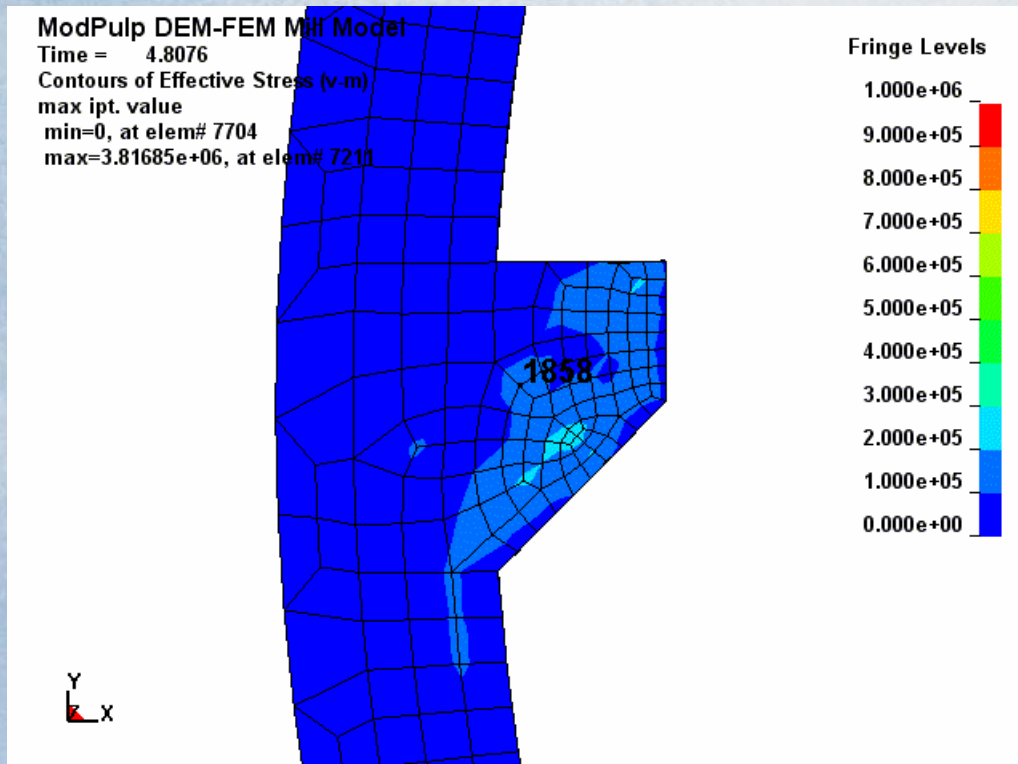 ModPulp DEM-FEM Mill Model
Time = 4.8076
Contours of Effective Stress (v-m)
max ipt. value
min=0, at elem# 7704
max=3.81685e+06, at elem# 7211
Fringe Levels
1.000e+06
9.000e+05
8.000e+05
7.000e+05
6.000e+05
5.000e+05
4.000e+05
3.000e+05
2.000e+05
1.000e+05
0.000e+00
1858
Y
Z X